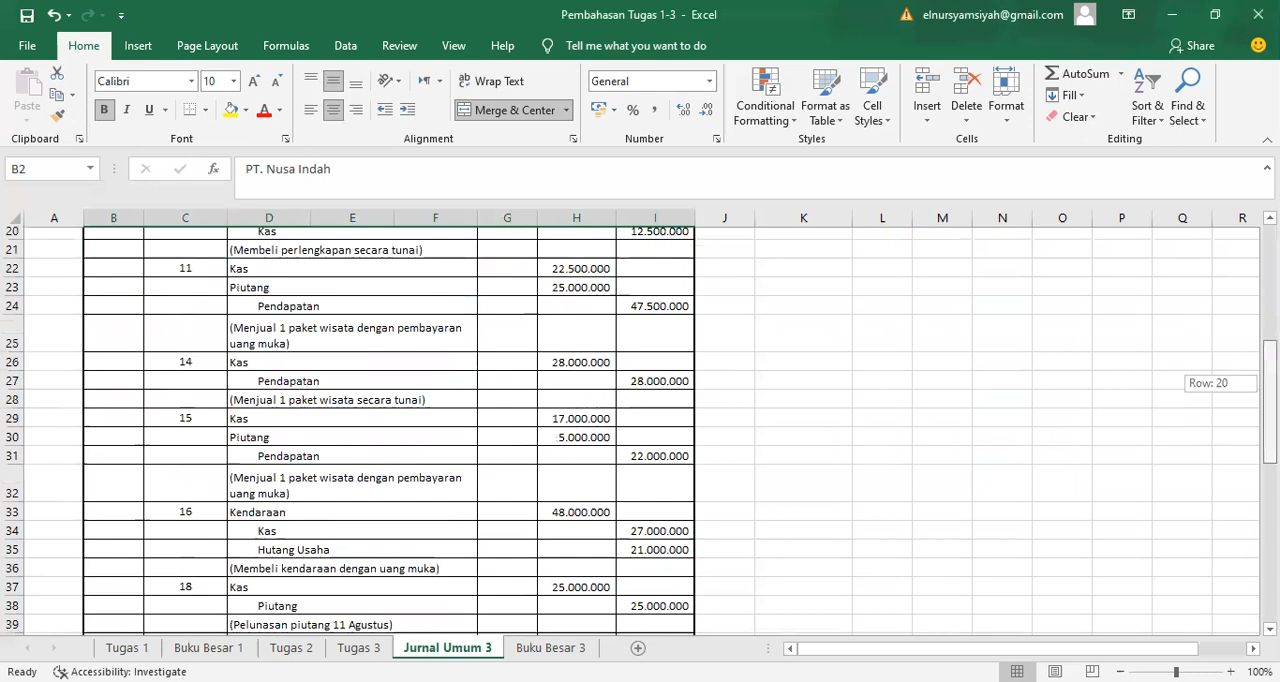 Pembahasan Tugas 1-3 - Excel
elnursyamsiyah@gmail.com
File Home Insert Page Layout Formulas Data Review View Help Tell me what you want to do Share
Paste
Calibri 10
B I U A
Wrap Text
Merge & Center
General
%
Conditional Formatting
Format as Table
Cell Styles
Insert Delete Format
AutoSum
Fill
Clear
Sort & Filter
Find & Select
Clipboard Font Alignment Number Styles Cells Editing
B2 fx PT. Nusa Indah
A B C D E F G H I J K L M N O P Q R
20 Kas 12.500.000
21 (Membeli perlengkapan secara tunai)
22 11 Kas 22.500.000
23 Piutang 25.000.000
24 Pendapatan 47.500.000
(Menjual 1 paket wisata dengan pembayaran
25 uang muka)
26 14 Kas 28.000.000
27 Pendapatan 28.000.000
Row: 20
28 (Menjual 1 paket wisata secara tunai)
29 15 Kas 17.000.000
30 Piutang 5.000.000
31 Pendapatan 22.000.000
(Menjual 1 paket wisata dengan pembayaran
32 uang muka)
33 16 Kendaraan 48.000.000
34 Kas 27.000.000
35 Hutang Usaha 21.000.000
36 (Membeli kendaraan dengan uang muka)
37 18 Kas 25.000.000
38 Piutang 25.000.000
39 (Pelunasan piutang 11 Agustus)
Tugas 1 Buku Besar 1 Tugas 2 Tugas 3 Jurnal Umum 3 Buku Besar 3
Ready Accessibility: Investigate 100%